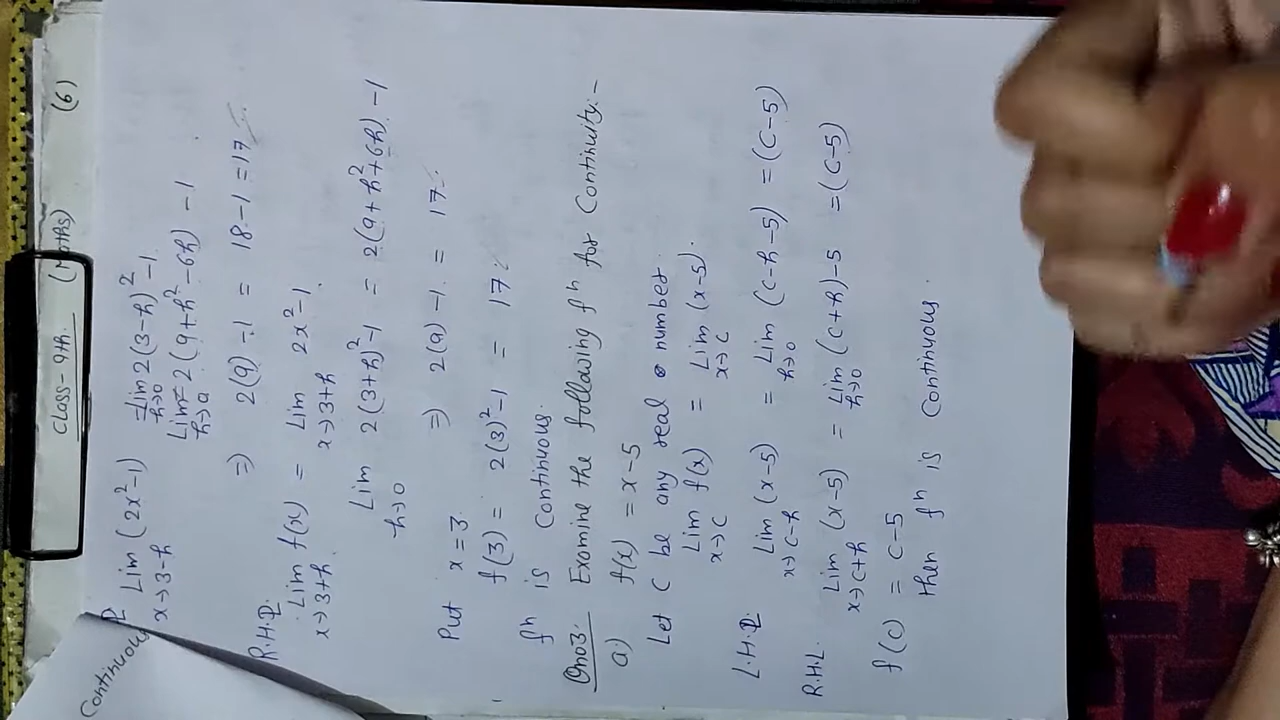 Class-9th. (Maths) (6)
Continuous
Lim (2x²-1) = Lim 2(3-h)²-1
x→3-h h→0
Lim = 2(9+h²-6h) -1
h→0
⇒ 2(9) -1 = 18-1 = 17
R.H.L.
Lim f(x) = Lim 2x²-1.
x→3+h. x→3+h
Lim 2(3+h)²-1 = 2(9+h²+6h) -1
h→0
⇒ 2(9) -1. = 17
Put x=3.
f(3) = 2(3)²-1 = 17
fⁿ is continuous.
Qno3. Examine the following fⁿ for Continuity:-
a) f(x) = x-5
Let C be any real number.
Lim f(x) = Lim (x-5).
x→c x→c
L.H.L. Lim (x-5) = Lim (c-h-5) = (c-5)
x→c-h h→0
R.H.L. Lim (x-5) = Lim (c+h)-5 = (c-5)
x→c+h h→0
f(c) = c-5
then fⁿ is Continuous.